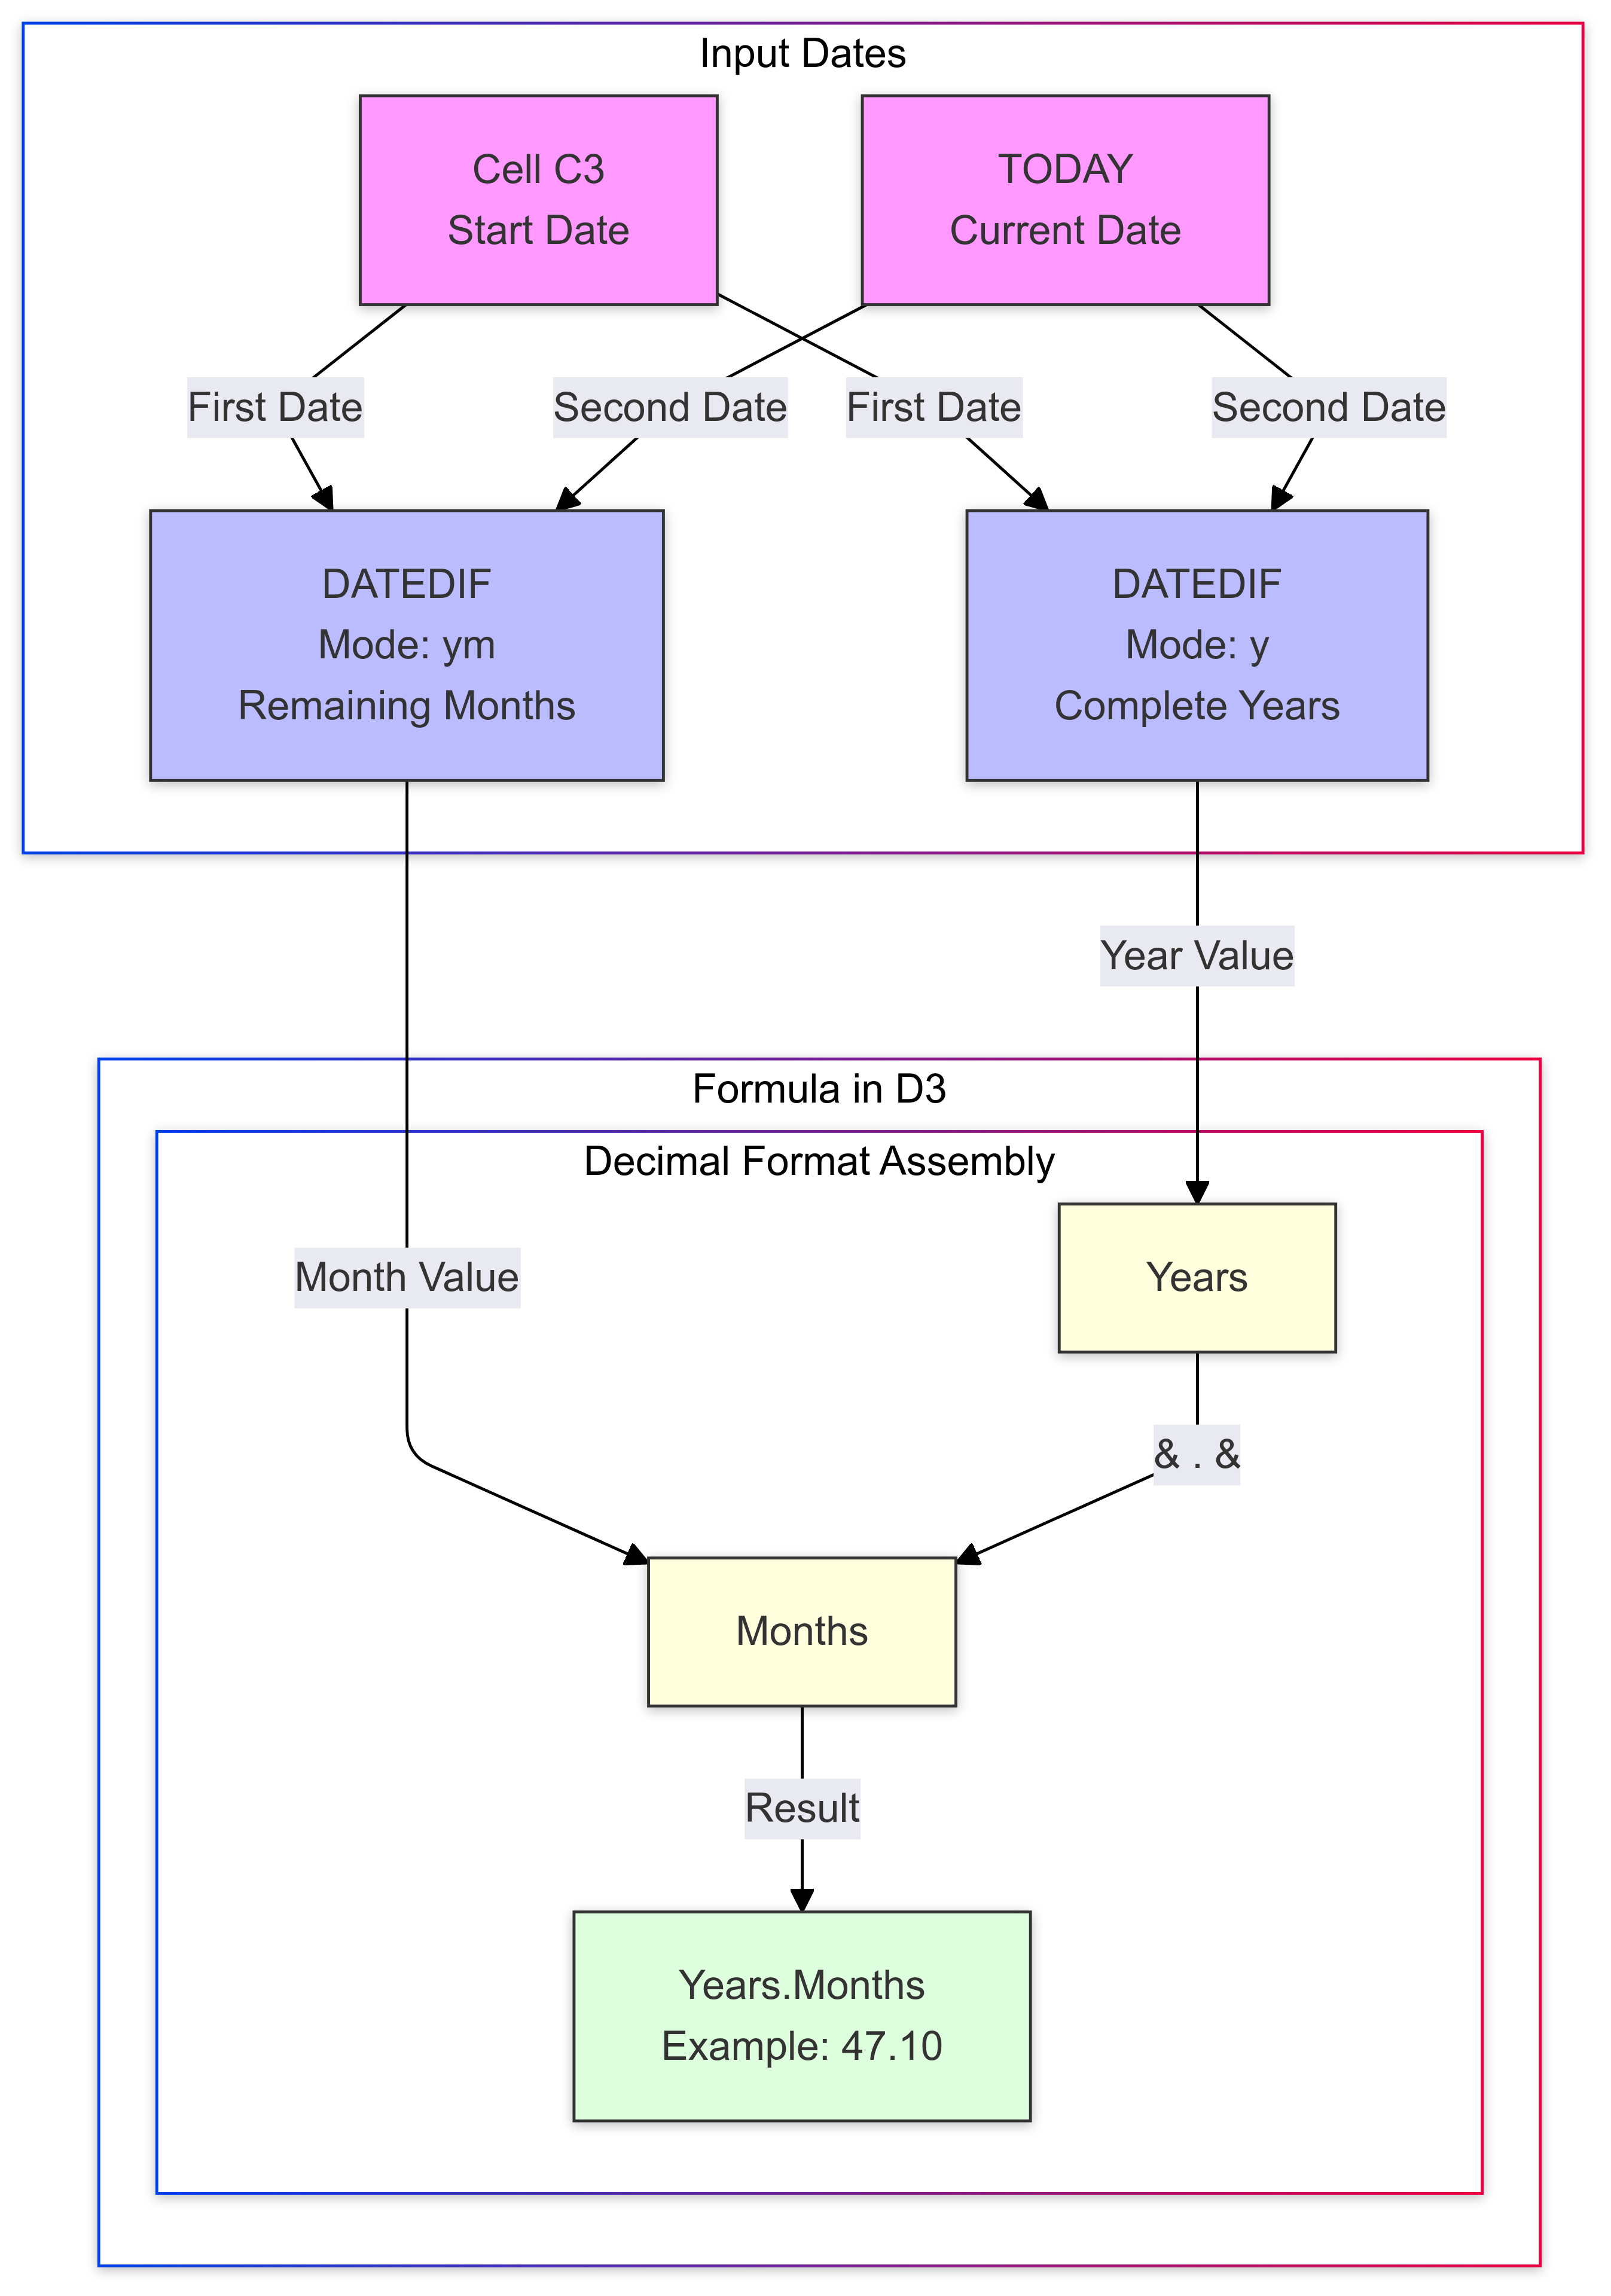 Input Dates
Cell C3
Start Date
TODAY
Current Date
First Date
Second Date
First Date
Second Date
DATEDIF
Mode: ym
Remaining Months
DATEDIF
Mode: y
Complete Years
Year Value
Formula in D3
Decimal Format Assembly
Month Value
Years
& . &
Months
Result
Years.Months
Example: 47.10